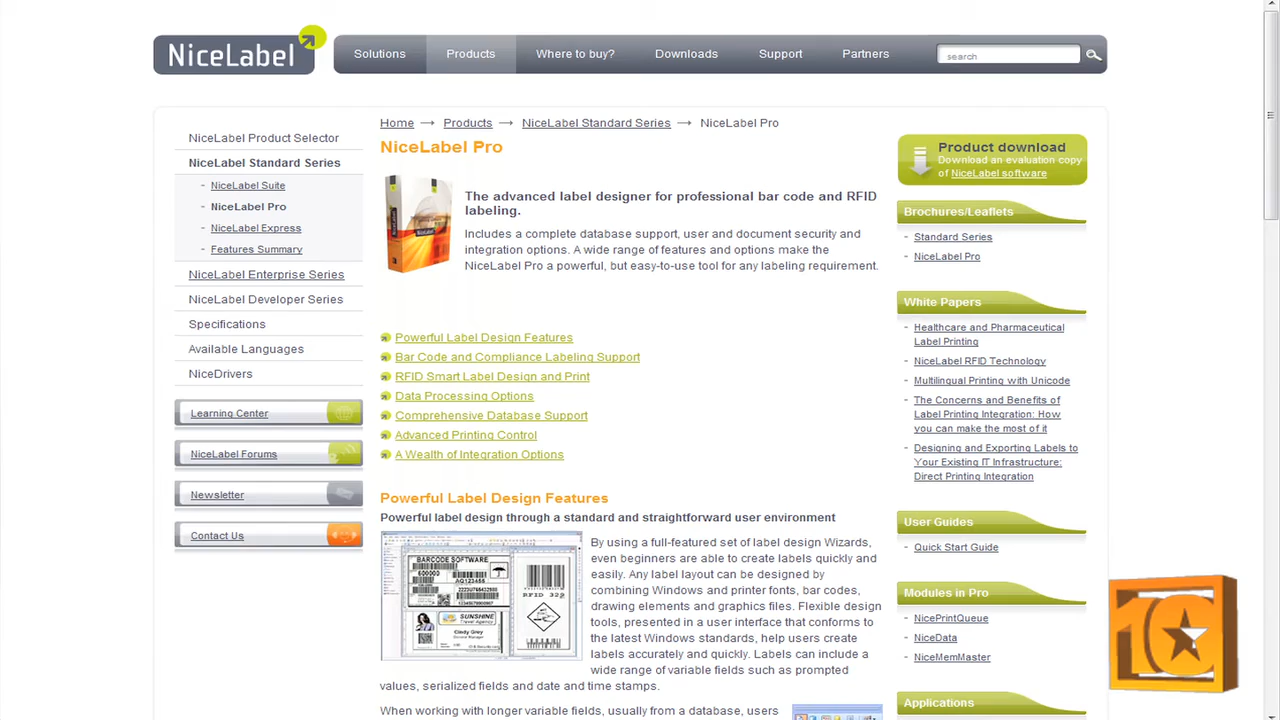 NiceLabel
Solutions
Products
Where to buy?
Downloads
Support
Partners
search
NiceLabel Product Selector
NiceLabel Standard Series
- NiceLabel Suite
- NiceLabel Pro
- NiceLabel Express
- Features Summary
NiceLabel Enterprise Series
NiceLabel Developer Series
Specifications
Available Languages
NiceDrivers
Learning Center
NiceLabel Forums
Newsletter
Contact Us
Home → Products → NiceLabel Standard Series → NiceLabel Pro
NiceLabel Pro
The advanced label designer for professional bar code and RFID
labeling.
Includes a complete database support, user and document security and
integration options. A wide range of features and options make the
NiceLabel Pro a powerful, but easy-to-use tool for any labeling requirement.
Powerful Label Design Features
Bar Code and Compliance Labeling Support
RFID Smart Label Design and Print
Data Processing Options
Comprehensive Database Support
Advanced Printing Control
A Wealth of Integration Options
Powerful Label Design Features
Powerful label design through a standard and straightforward user environment
BARCODE SOFTWARE
SUNSHINE
Travel Agency
Cindy Grey
By using a full-featured set of label design Wizards,
even beginners are able to create labels quickly and
easily. Any label layout can be designed by
combining Windows and printer fonts, bar codes,
drawing elements and graphics files. Flexible design
tools, presented in a user interface that conforms to
the latest Windows standards, help users create
labels accurately and quickly. Labels can include a
wide range of variable fields such as prompted
values, serialized fields and date and time stamps.
When working with longer variable fields, usually from a database, users
Product download
Download an evaluation copy
of NiceLabel software
Brochures/Leaflets
- Standard Series
- NiceLabel Pro
White Papers
- Healthcare and Pharmaceutical
Label Printing
- NiceLabel RFID Technology
- Multilingual Printing with Unicode
- The Concerns and Benefits of
Label Printing Integration: How
you can make the most of it
- Designing and Exporting Labels to
Your Existing IT Infrastructure:
Direct Printing Integration
User Guides
- Quick Start Guide
Modules in Pro
- NicePrintQueue
- NiceData
- NiceMemMaster
Applications
10